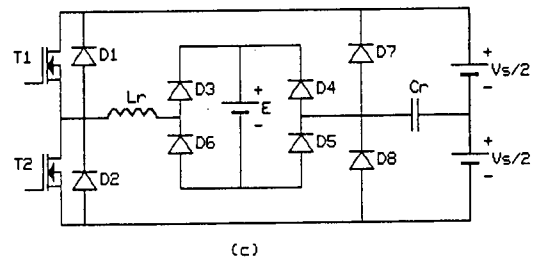 T1
D1
D7
+
Vs/2
-
D3
+
E
-
D4
Cr
Lr
D6
D5
T2
D2
D8
+
Vs/2
-
(c)